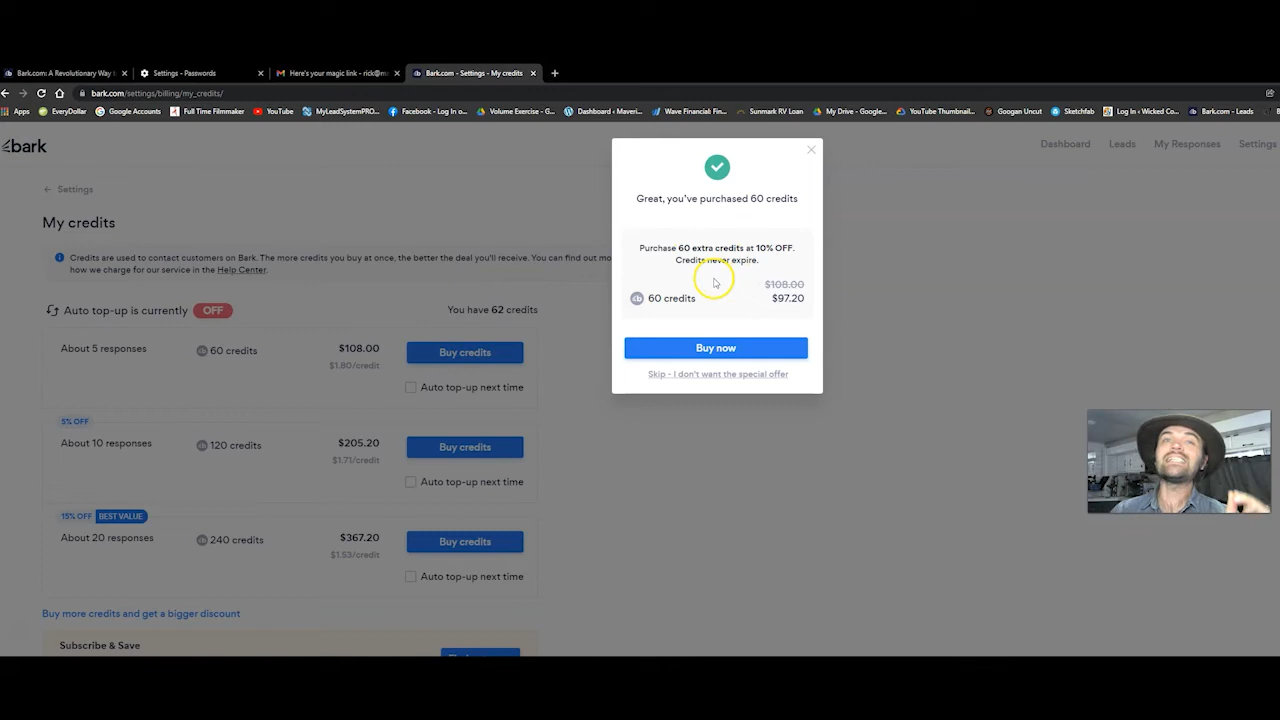 Bark.com: A Revolutionary Way
Settings - Passwords
Here's your magic link - rick@m
Bark.com - Settings - My credits
bark.com/settings/billing/my_credits/
Apps
EveryDollar
Google Accounts
Full Time Filmmaker
YouTube
MyLeadSystemPRO...
Facebook - Log In o...
Volume Exercise - G...
Dashboard ‹ Maveri...
Wave Financial: Fin...
Sunmark RV Loan
My Drive - Google...
YouTube Thumbnail...
Googan Uncut
Sketchfab
Log In ‹ Wicked Co...
Bark.com - Leads
bark
Dashboard
Leads
My Responses
Settings
Settings
My credits
Credits are used to contact customers on Bark. The more credits you buy at once, the better the deal you'll receive. You can find out mo
how we charge for our service in the Help Center.
Auto top-up is currently OFF
You have 62 credits
About 5 responses
60 credits
$108.00
$1.80/credit
Buy credits
Auto top-up next time
5% OFF
About 10 responses
120 credits
$205.20
$1.71/credit
Buy credits
Auto top-up next time
15% OFF BEST VALUE
About 20 responses
240 credits
$367.20
$1.53/credit
Buy credits
Auto top-up next time
Buy more credits and get a bigger discount
Subscribe & Save
Great, you've purchased 60 credits
Purchase 60 extra credits at 10% OFF.
Credits never expire.
$108.00
60 credits
$97.20
Buy now
Skip - I don't want the special offer